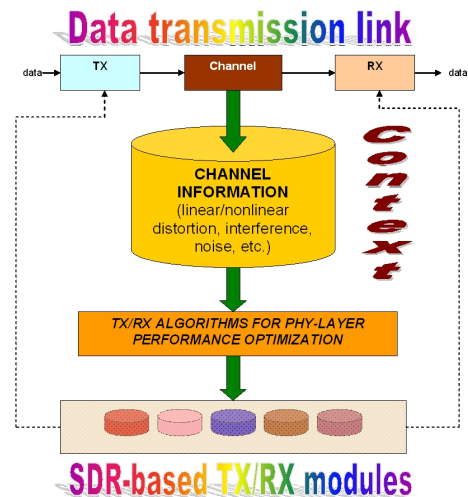 Data transmission link
data TX Channel RX data
Context
CHANNEL
INFORMATION
(linear/nonlinear
distortion, interference,
noise, etc.)
TX/RX ALGORITHMS FOR PHY-LAYER
PERFORMANCE OPTIMIZATION
SDR-based TX/RX modules